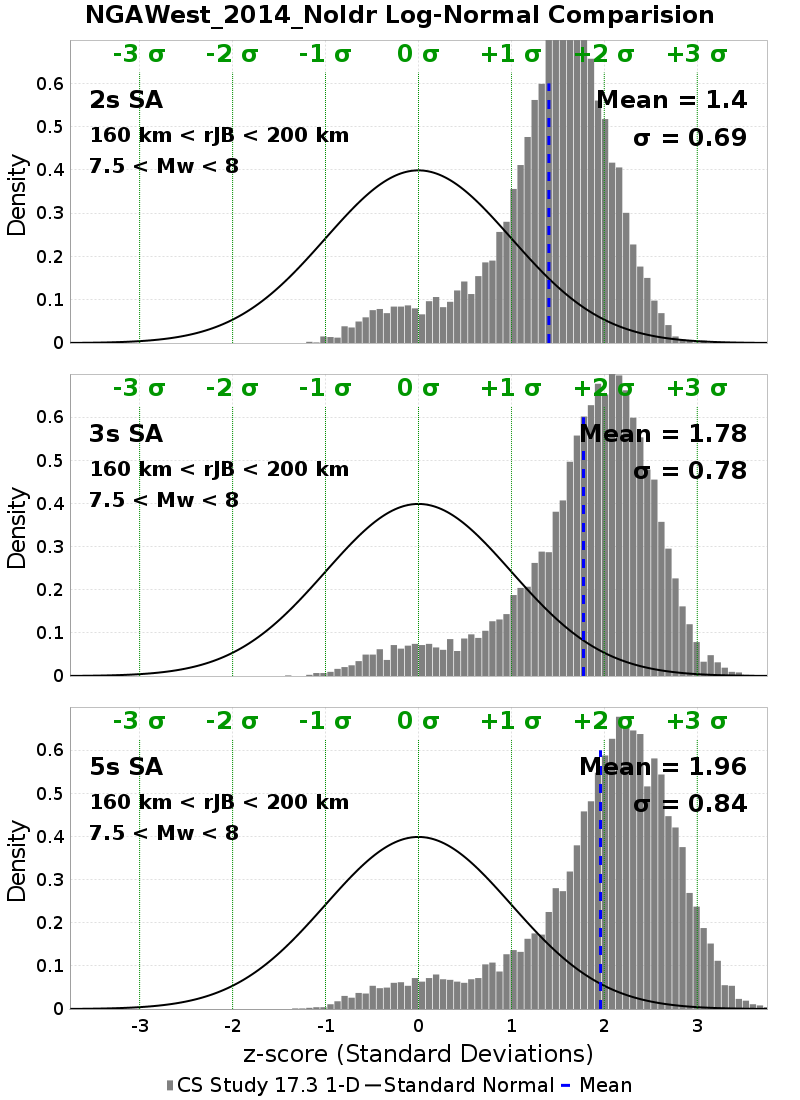 NGAWest_2014_NoIdr Log-Normal Comparision
-3 σ -2 σ -1 σ 0 σ +1 σ +2 σ +3 σ
2s SA
Mean = 1.4
160 km < rJB < 200 km
σ = 0.69
7.5 < Mw < 8
Density
0.6
0.5
0.4
0.3
0.2
0.1
0
-3 σ -2 σ -1 σ 0 σ +1 σ +2 σ +3 σ
3s SA
Mean = 1.78
160 km < rJB < 200 km
σ = 0.78
7.5 < Mw < 8
Density
0.6
0.5
0.4
0.3
0.2
0.1
0
-3 σ -2 σ -1 σ 0 σ +1 σ +2 σ +3 σ
5s SA
Mean = 1.96
160 km < rJB < 200 km
σ = 0.84
7.5 < Mw < 8
Density
0.6
0.5
0.4
0.3
0.2
0.1
0
-3 -2 -1 0 1 2 3
z-score (Standard Deviations)
CS Study 17.3 1-D Standard Normal Mean